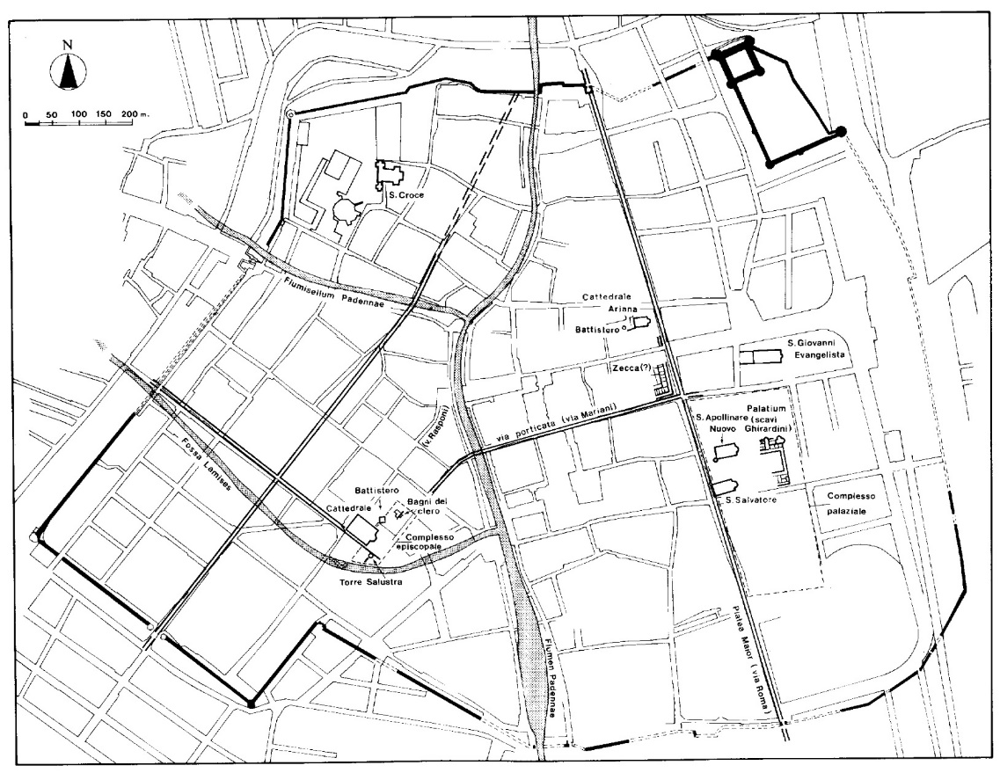 N
0 50 100 150 200 m.
S. Croce
Flumisellum Padennae
Cattedrale
Ariana
Battistero
S. Giovanni
Evangelista
Zecca(?)
via porticata (via Mariani)
(v. Rasponi)
S. Apollinare
Nuovo
Palatium
(scavi
Ghirardini)
Fossa Lamises
Battistero
Bagni del
clero
Cattedrale
Complesso
episcopale
Torre Salustra
S. Salvatore
Complesso
palaziale
Flumen Padennae
Platea Maior (via Roma)